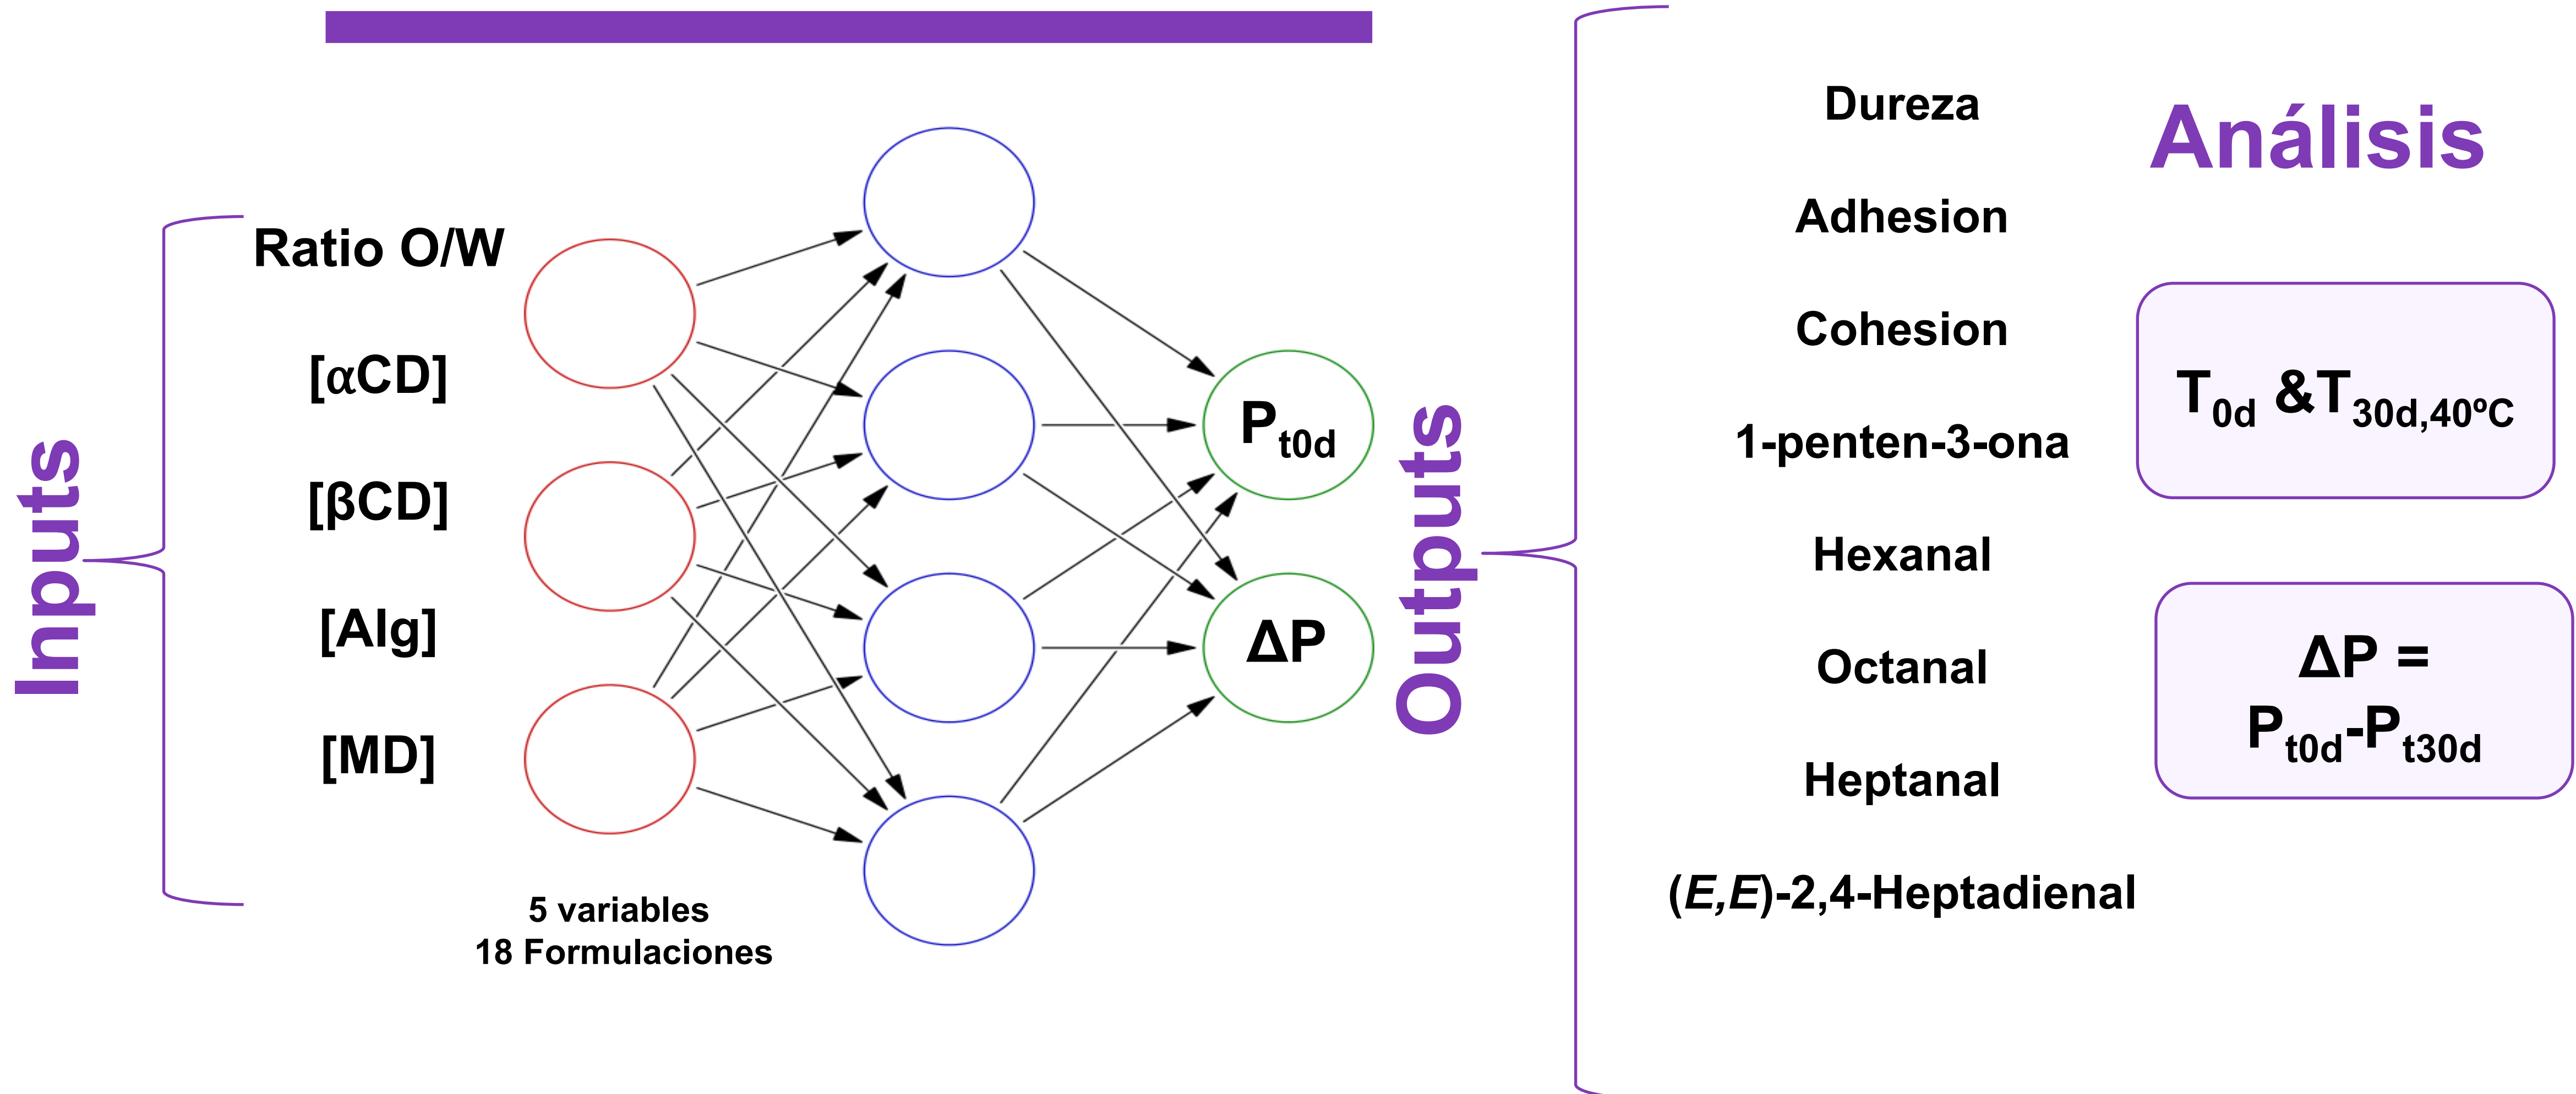 Inputs
Ratio O/W
[αCD]
[βCD]
[Alg]
[MD]
5 variables
18 Formulaciones
Pt0d
ΔP
Outputs
Dureza
Adhesion
Cohesion
1-penten-3-ona
Hexanal
Octanal
Heptanal
(E,E)-2,4-Heptadienal
Análisis
T0d &T30d,40ºC
ΔP =
Pt0d-Pt30d